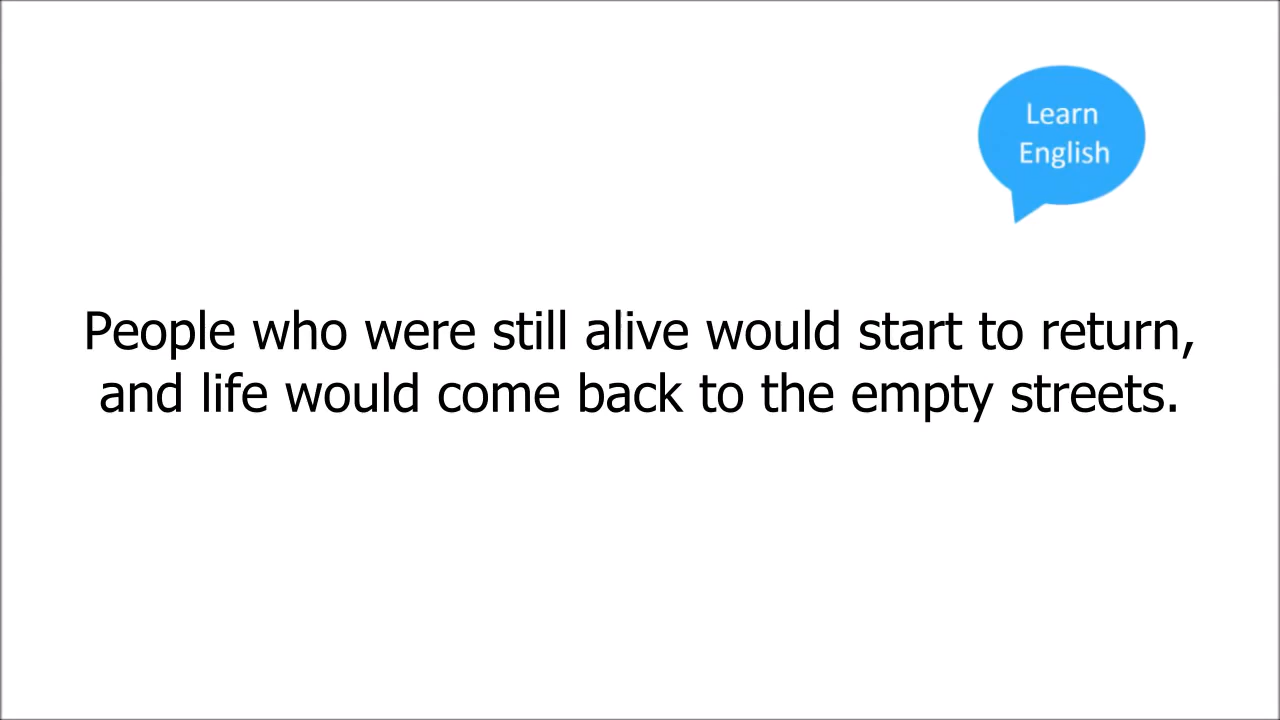 Learn
English
People who were still alive would start to return,
and life would come back to the empty streets.